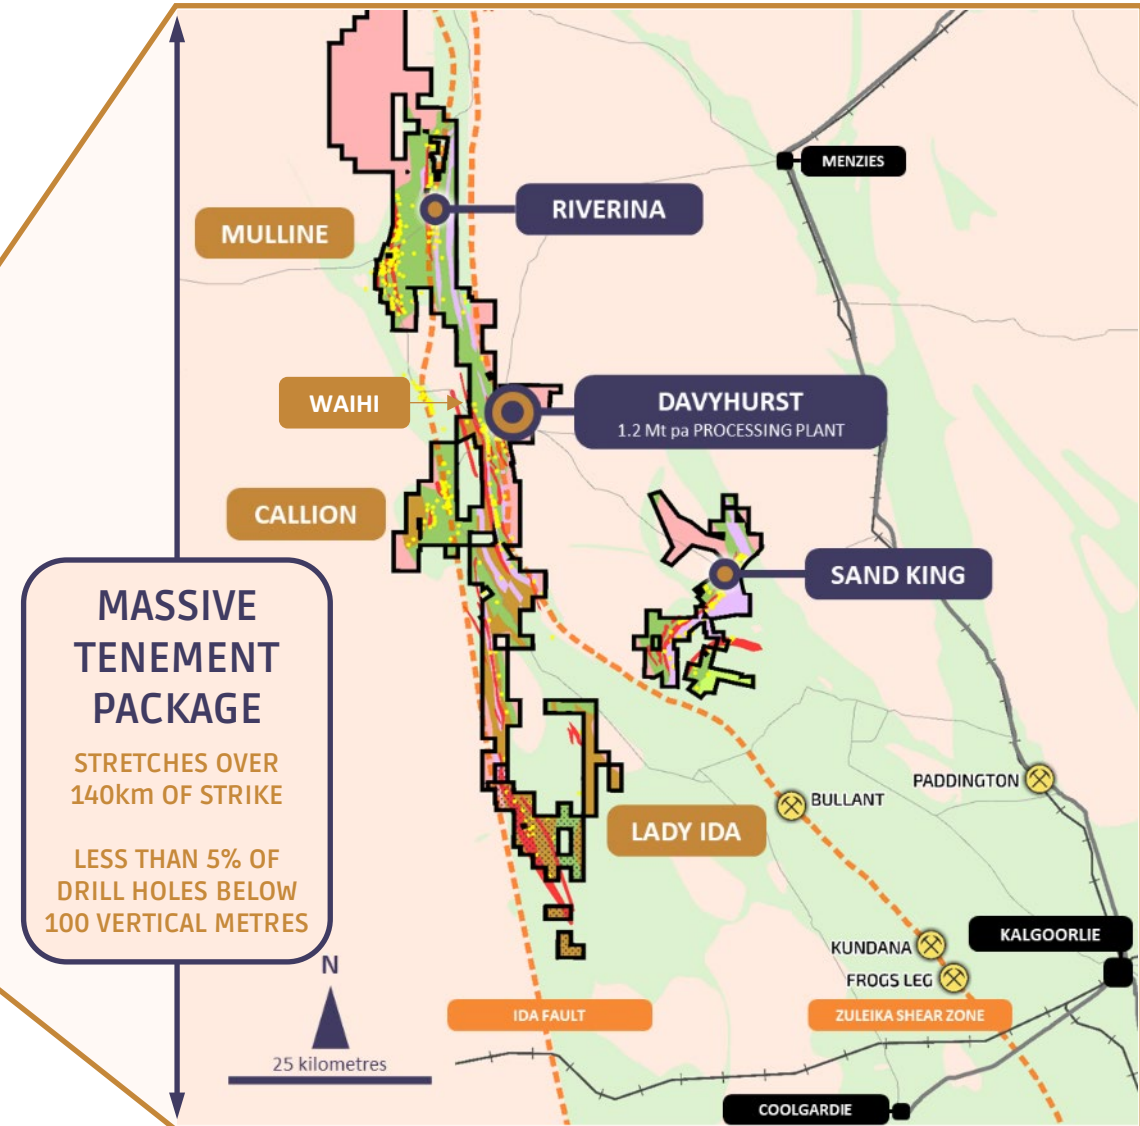 MENZIES
RIVERINA
MULLINE
DAVYHURST
1.2 Mt pa PROCESSING PLANT
WAIHI
CALLION
SAND KING
MASSIVE
TENEMENT
PACKAGE
STRETCHES OVER
140km OF STRIKE
LESS THAN 5% OF
DRILL HOLES BELOW
100 VERTICAL METRES
PADDINGTON
BULLANT
LADY IDA
KALGOORLIE
KUNDANA
FROGS LEG
N
25 kilometres
IDA FAULT
ZULEIKA SHEAR ZONE
COOLGARDIE